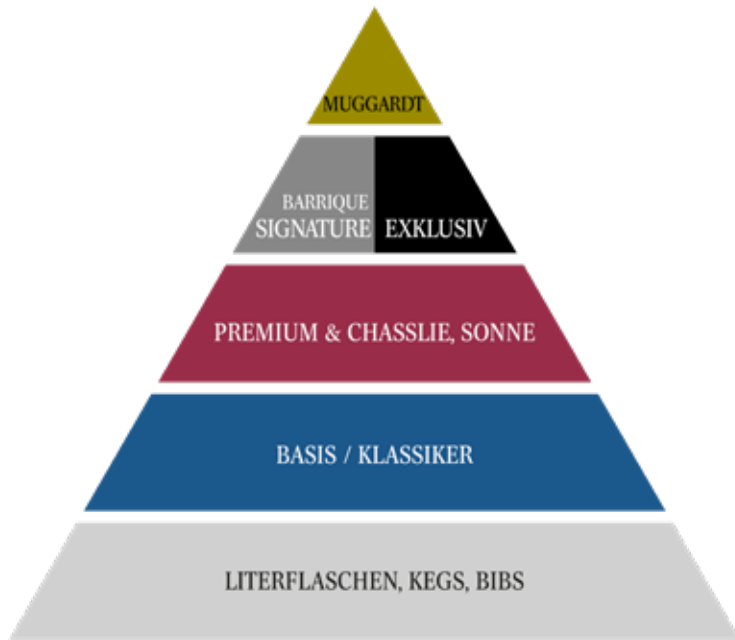 MUGGARDT
BARRIQUE
SIGNATURE
EXKLUSIV
PREMIUM & CHASSLIE, SONNE
BASIS / KLASSIKER
LITERFLASCHEN, KEGS, BIBS